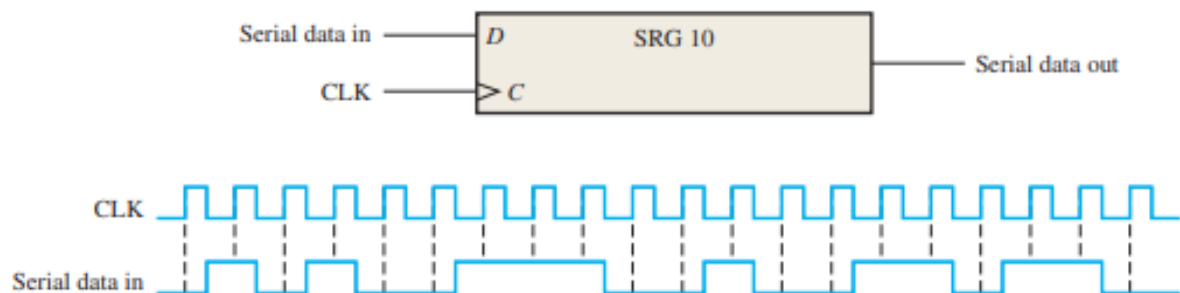 Serial data in
D
SRG 10
Serial data out
CLK
C
CLK
Serial data in